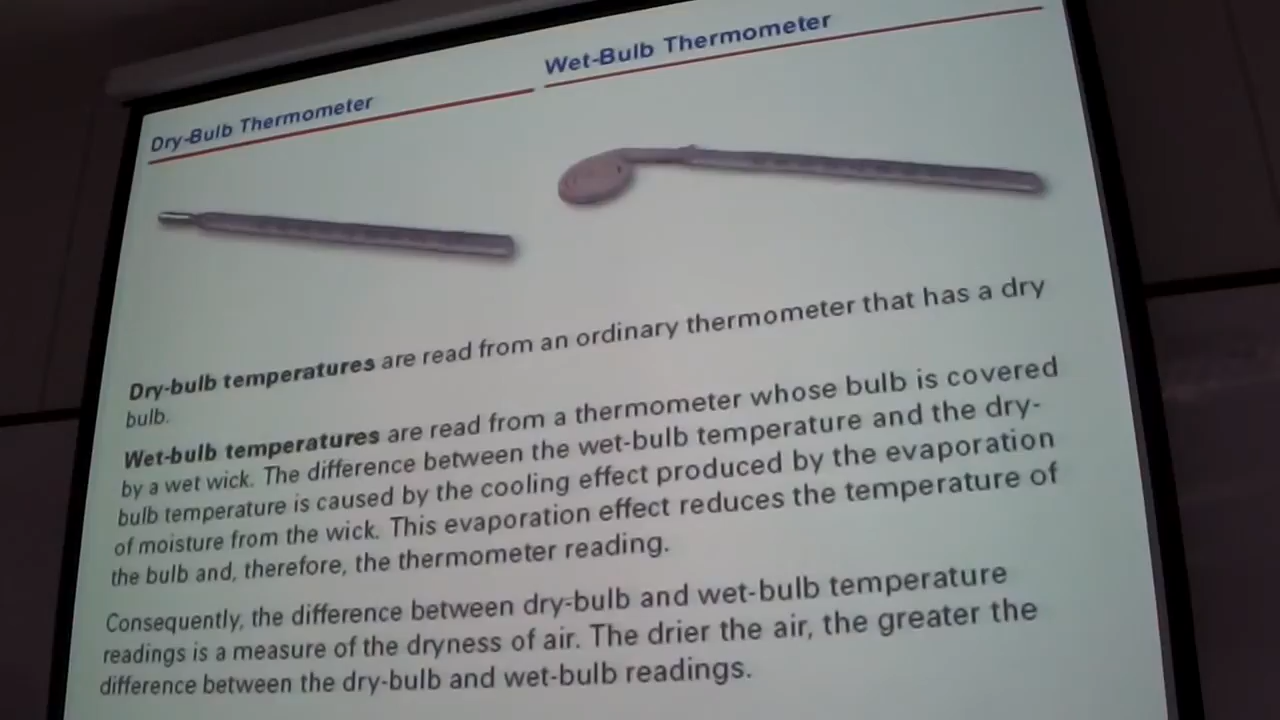 Dry-Bulb Thermometer
Wet-Bulb Thermometer
Dry-bulb temperatures are read from an ordinary thermometer that has a dry
bulb.
Wet-bulb temperatures are read from a thermometer whose bulb is covered
by a wet wick. The difference between the wet-bulb temperature and the dry-
bulb temperature is caused by the cooling effect produced by the evaporation
of moisture from the wick. This evaporation effect reduces the temperature of
the bulb and, therefore, the thermometer reading.
Consequently, the difference between dry-bulb and wet-bulb temperature
readings is a measure of the dryness of air. The drier the air, the greater the
difference between the dry-bulb and wet-bulb readings.